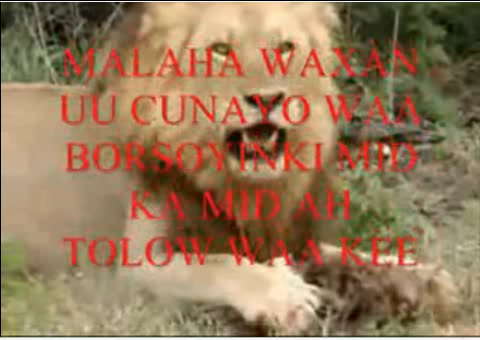 MALAHA WAXAN
UU CUNAYO WAA
BORSOYINKI MID
KA MID AH
TOLOW WAA KEE